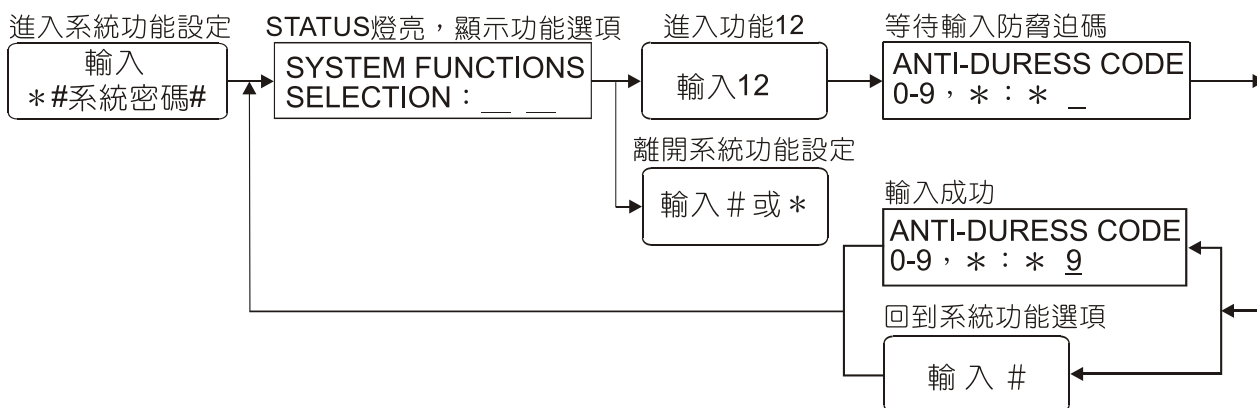 進入系統功能設定
輸入
＊#系統密碼#
STATUS燈亮，顯示功能選項
SYSTEM FUNCTIONS
SELECTION：_ _
進入功能12
輸入12
等待輸入防脅迫碼
ANTI-DURESS CODE
0-9，＊：＊ _
離開系統功能設定
輸入＃或＊
輸入成功
ANTI-DURESS CODE
0-9，＊：＊ 9
回到系統功能選項
輸入＃